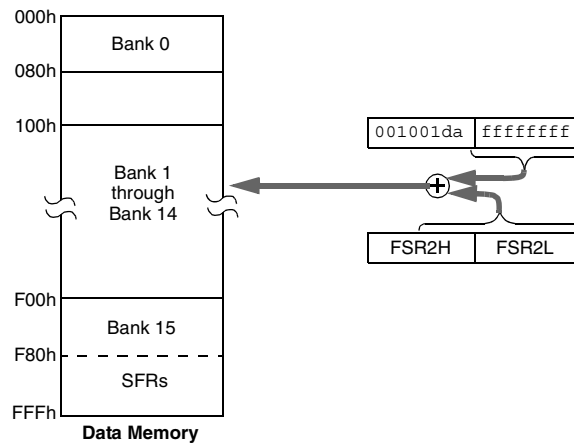 000h
Bank 0
080h
100h
001001da ffffffff
Bank 1
through
Bank 14
FSR2H FSR2L
F00h
Bank 15
F80h
SFRs
FFFh
Data Memory